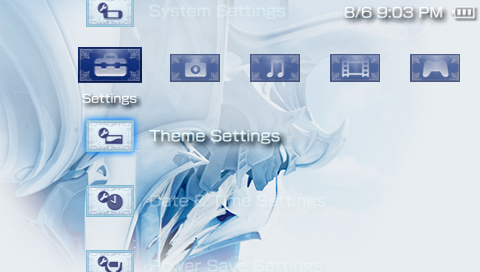 System Settings
8/6 9:03 PM
Settings
Theme Settings
Date & Time Settings
Power Save Settings